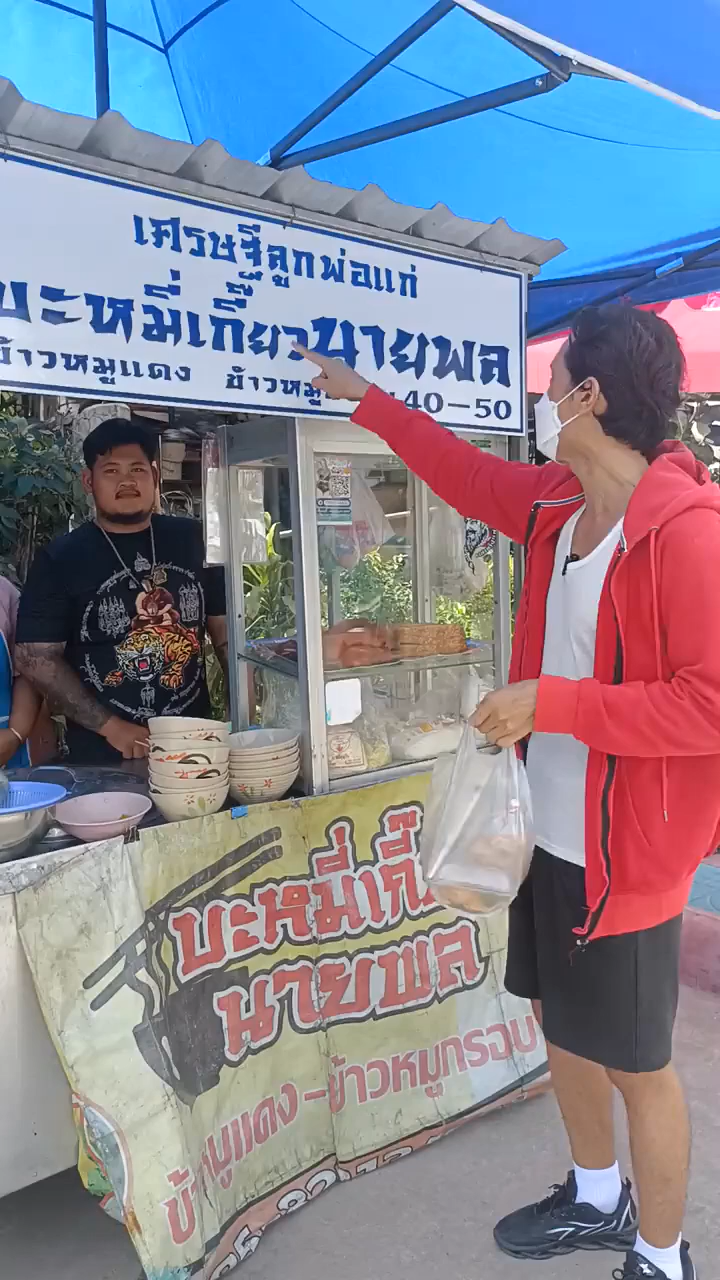 เศรษฐีลูกพ่อแก่
บะหมี่เกี๊ยวนายพล
ข้าวหมูแดง ข้าวหมู 40-50
บะหมี่เกี๊
นายพล
ข้าวหมูแดง-ข้าวหมูกรอบ